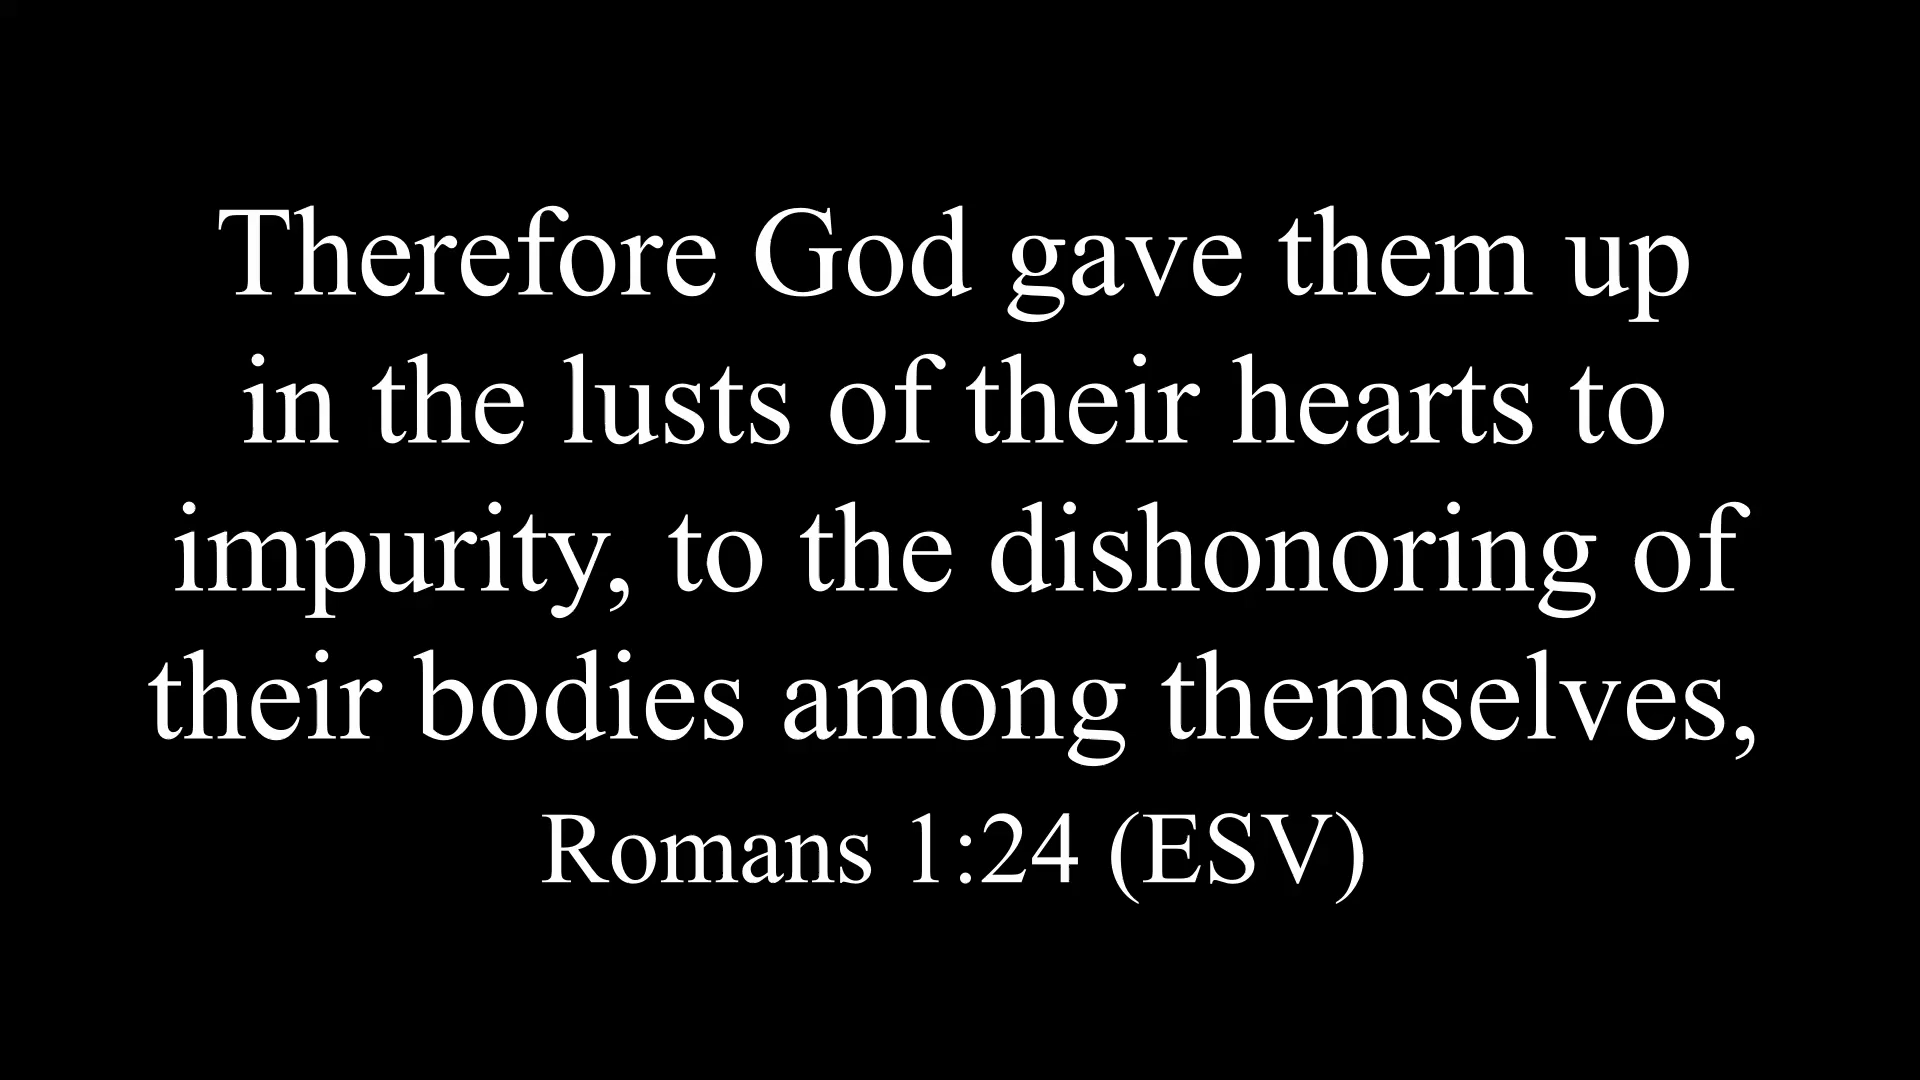 Therefore God gave them up
in the lusts of their hearts to
impurity, to the dishonoring of
their bodies among themselves,
Romans 1:24 (ESV)